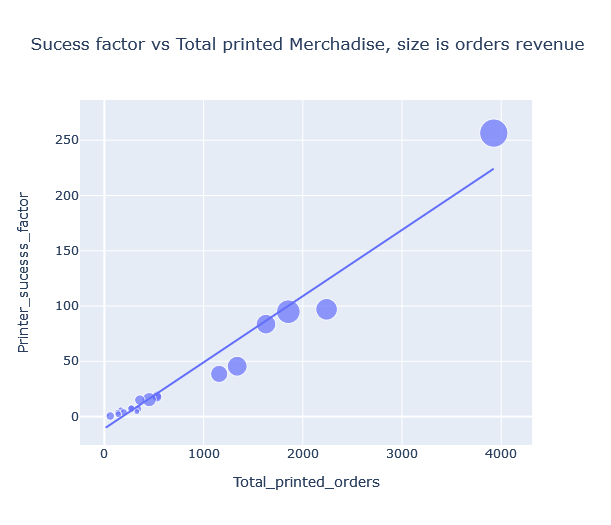 Sucess factor vs Total printed Merchadise, size is orders revenue
250
200
150
100
50
0
Printer_sucesss_factor
0 1000 2000 3000 4000
Total_printed_orders